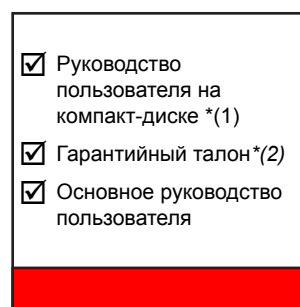 Руководство
пользователя на
компакт-диске *(1)
Гарантийный талон*(2)
Основное руководство
пользователя